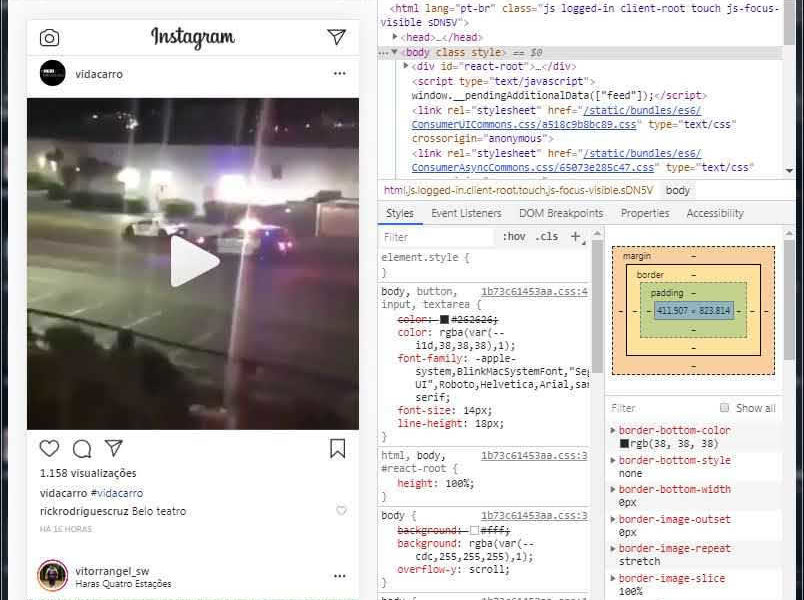 Instagram
vidacarro
1.158 visualizações
vidacarro #vidacarro
rickrodriguescruz Beio teatro
HÁ 16 HORAS
vitorrangel_sw
Haras Quatro Estações
<html lang="pt-br" class="js logged-in client-root touch js-focus-
visible sDN5V">
<head>…</head>
<body class style> == $0
<div id="react-root">…</div>
<script type="text/javascript">
window.__pendingAdditionalData(["feed"]);</script>
<link rel="stylesheet" href="/static/bundles/es6/
ConsumerUICommons.css/a518c9b8bc89.css" type="text/css"
crossorigin="anonymous">
<link rel="stylesheet" href="/static/bundles/es6/
ConsumerAsyncCommons.css/65073e285c47.css" type="text/css"
html.js.logged-in.client-root.touch.js-focus-visible.sDN5V body
Styles Event Listeners DOM Breakpoints Properties Accessibility
Filter :hov .cls +
element.style {
}
body, button, 1b73c61453aa.css:4
input, textarea {
color: #262626;
color: rgba(var(--
i1d,38,38,38),1);
font-family: -apple-
system,BlinkMacSystemFont,"Seg
UI",Roboto,Helvetica,Arial,san
serif;
font-size: 14px;
line-height: 18px;
}
html, body, 1b73c61453aa.css:3
#react-root {
height: 100%;
}
body { 1b73c61453aa.css:3
background: #fff;
background: rgba(var(--
cdc,255,255,255),1);
overflow-y: scroll;
}
margin -
border -
padding -
- - - 411.907 × 823.814 - - -
-
-
-
Filter Show all
border-bottom-color
rgb(38, 38, 38)
border-bottom-style
none
border-bottom-width
0px
border-image-outset
0px
border-image-repeat
stretch
border-image-slice
100%